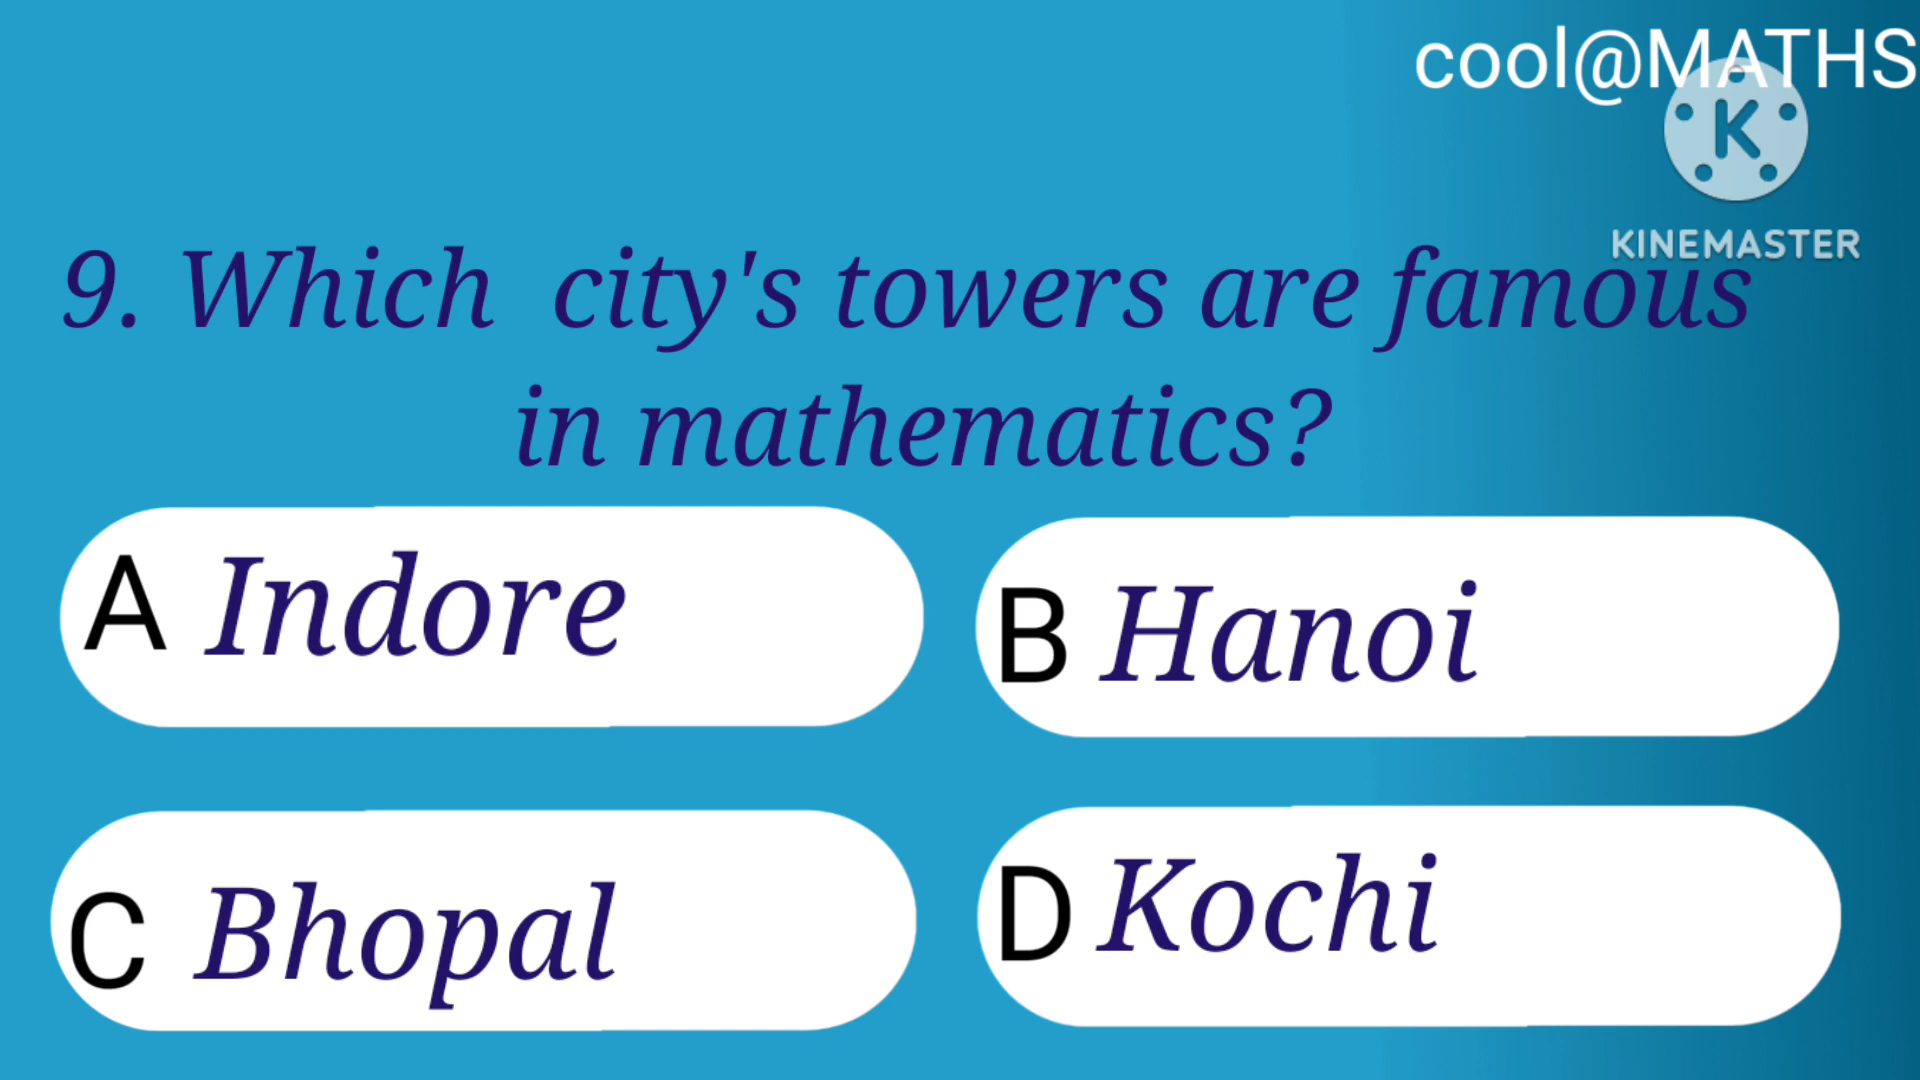 cool@MATHS
KINEMASTER
9. Which city's towers are famous
in mathematics?
A Indore
B Hanoi
C Bhopal
D Kochi